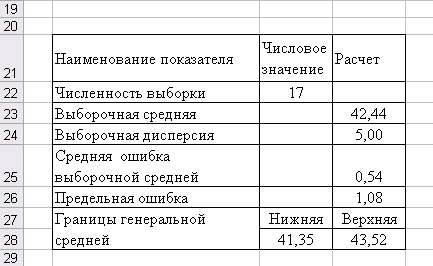 19
20
21
Наименование показателя
Числовое
значение
Расчет
22
Численность выборки
17
23
Выборочная средняя
42,44
24
Выборочная дисперсия
5,00
25
Средняя ошибка
выборочной средней
0,54
26
Предельная ошибка
1,08
27
Границы генеральной
Нижняя
Верхняя
28
средней
41,35
43,52
29